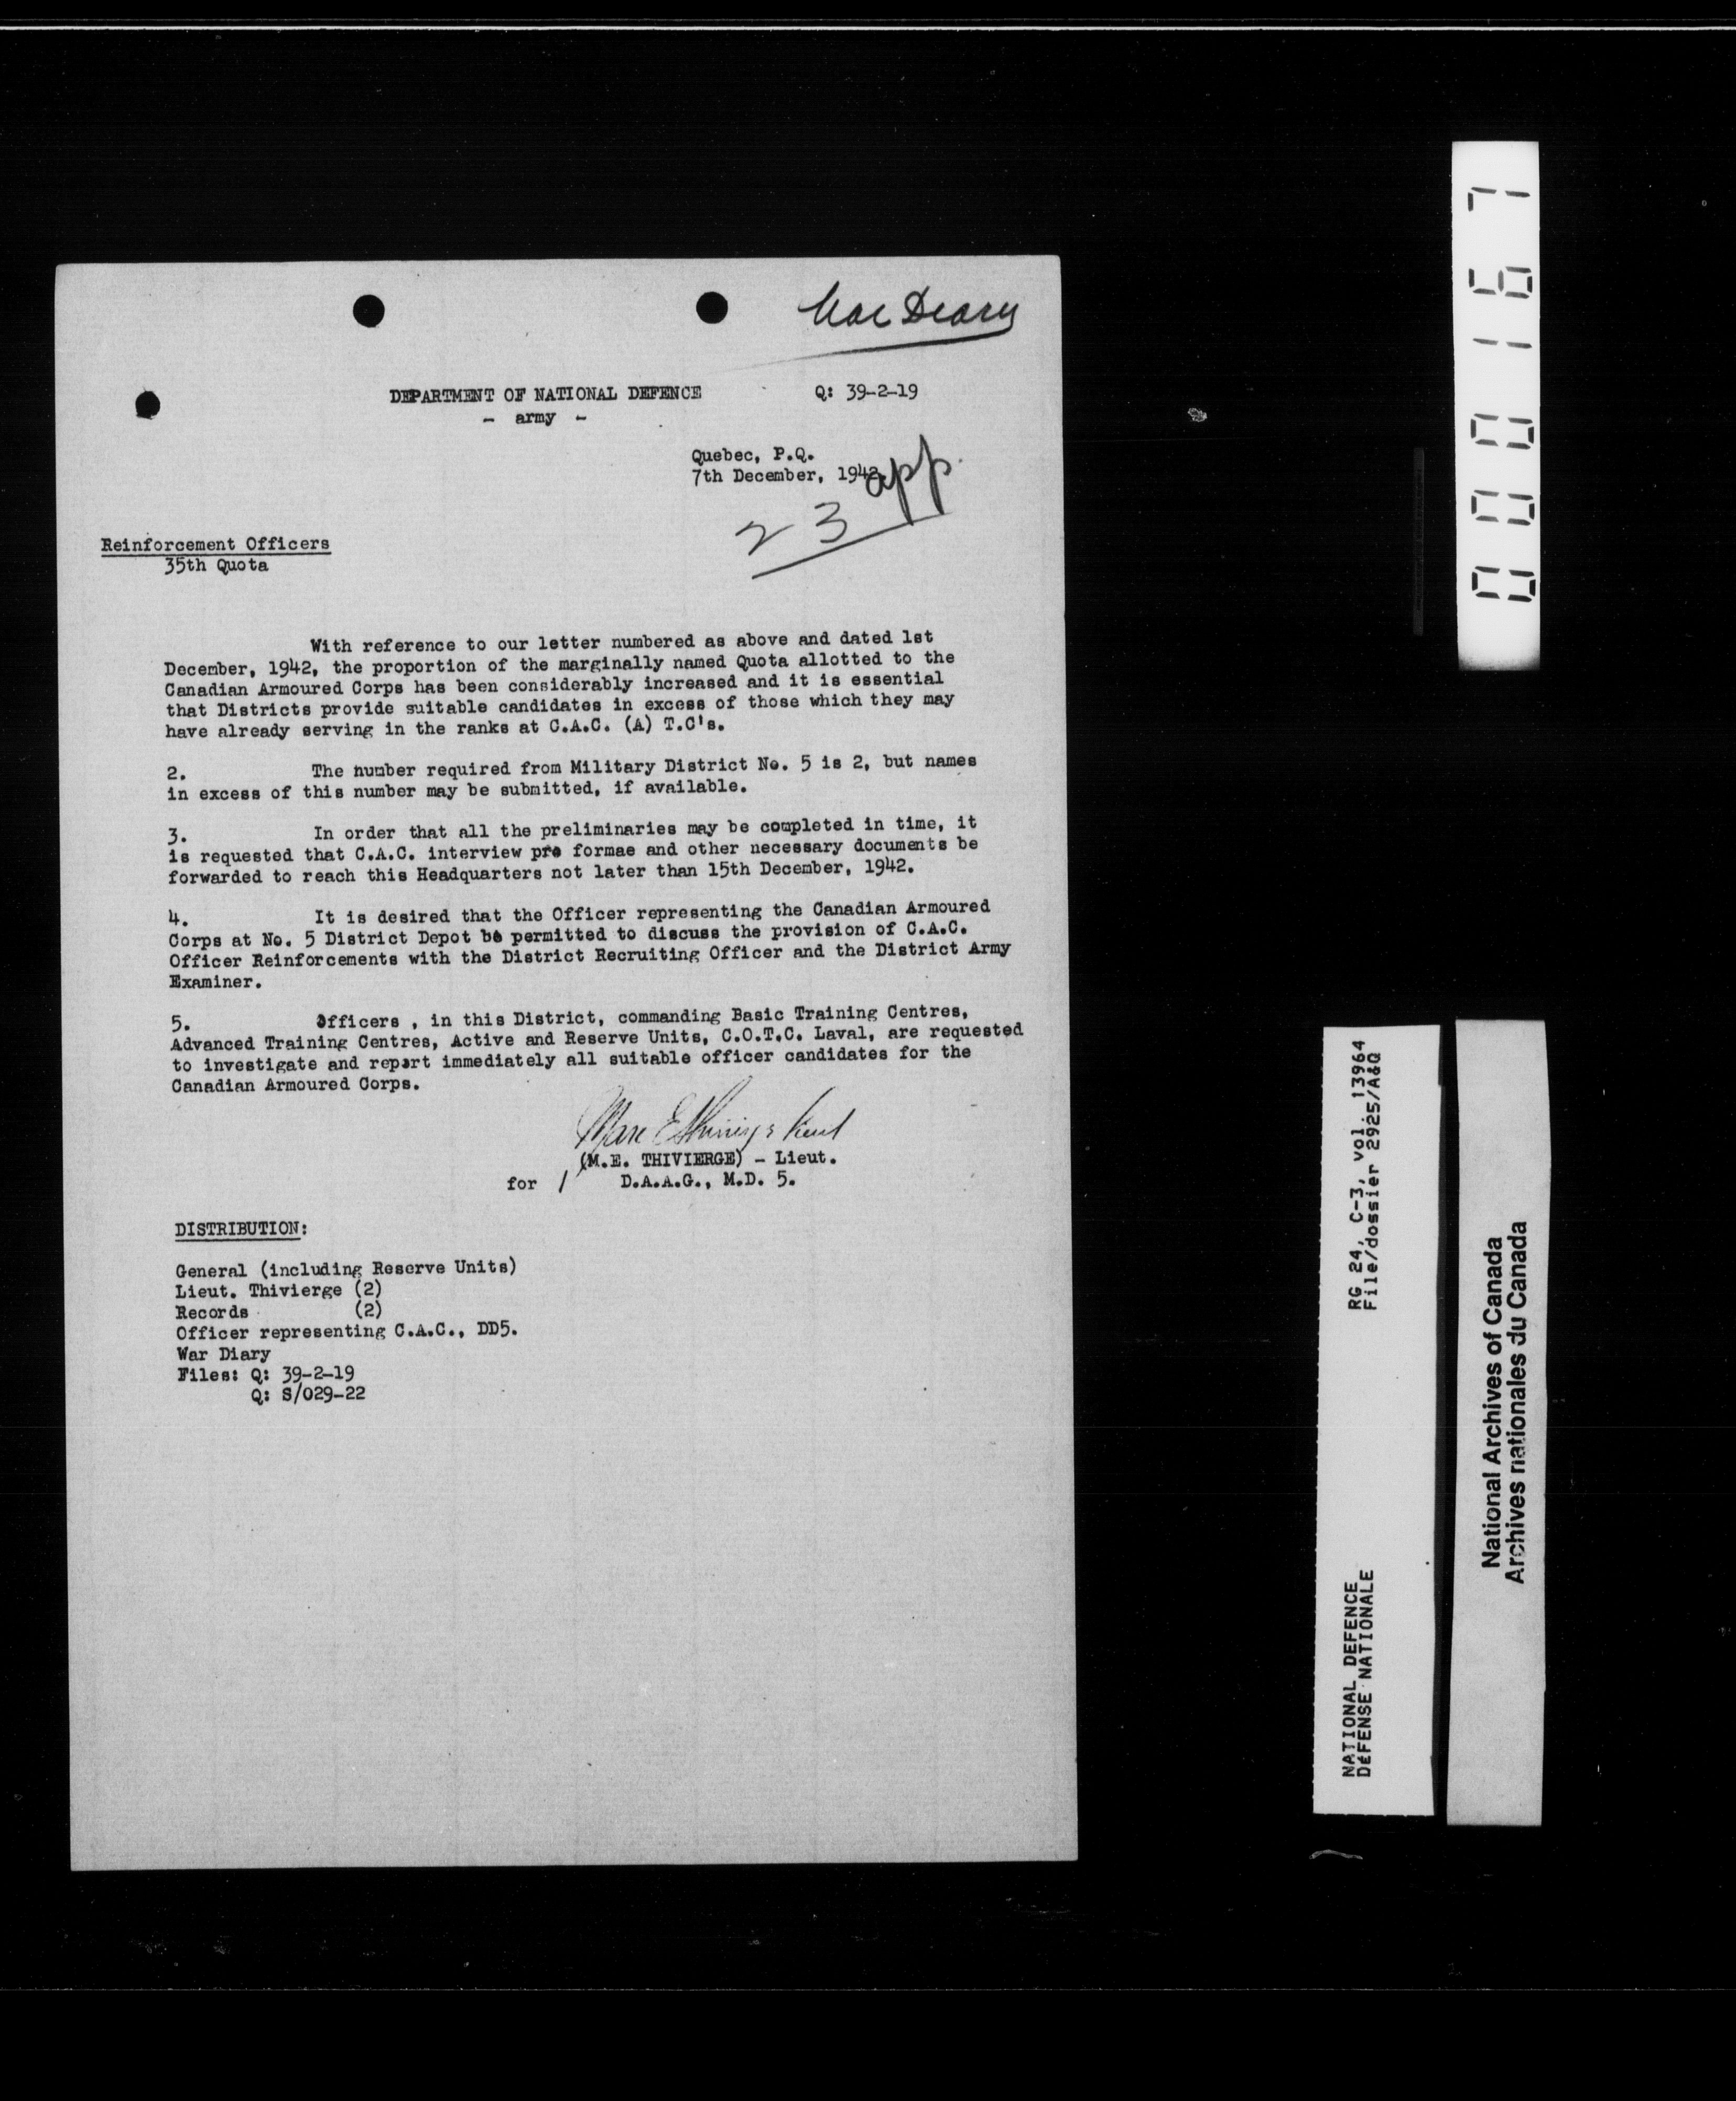 War Diary
DEPARTMENT OF NATIONAL DEFENCE Q: 39-2-19
- army -
Quebec, P.Q.
7th December, 1942
app
23
Reinforcement Officers
35th Quota
With reference to our letter numbered as above and dated 1st
December, 1942, the proportion of the marginally named Quota allotted to the
Canadian Armoured Corps has been considerably increased and it is essential
that Districts provide suitable candidates in excess of those which they may
have already serving in the ranks at C.A.C. (A) T.C's.
2. The number required from Military District No. 5 is 2, but names
in excess of this number may be submitted, if available.
3. In order that all the preliminaries may be completed in time, it
is requested that C.A.C. interview pro formae and other necessary documents be
forwarded to reach this Headquarters not later than 15th December, 1942.
4. It is desired that the Officer representing the Canadian Armoured
Corps at No. 5 District Depot be permitted to discuss the provision of C.A.C.
Officer Reinforcements with the District Recruiting Officer and the District Army
Examiner.
5. Officers , in this District, commanding Basic Training Centres,
Advanced Training Centres, Active and Reserve Units, C.O.T.C. Laval, are requested
to investigate and report immediately all suitable officer candidates for the
Canadian Armoured Corps.
Marc E Thivierge Lieut
(M.E. THIVIERGE) - Lieut.
for / D.A.A.G., M.D. 5.
DISTRIBUTION:
General (including Reserve Units)
Lieut. Thivierge (2)
Records (2)
Officer representing C.A.C., DD5.
War Diary
Files: Q: 39-2-19
Q: S/029-22
000167
RG 24, C-3, vol. 13964
File/dossier 2925/A&Q
NATIONAL DEFENCE
DÉFENSE NATIONALE
National Archives of Canada
Archives nationales du Canada